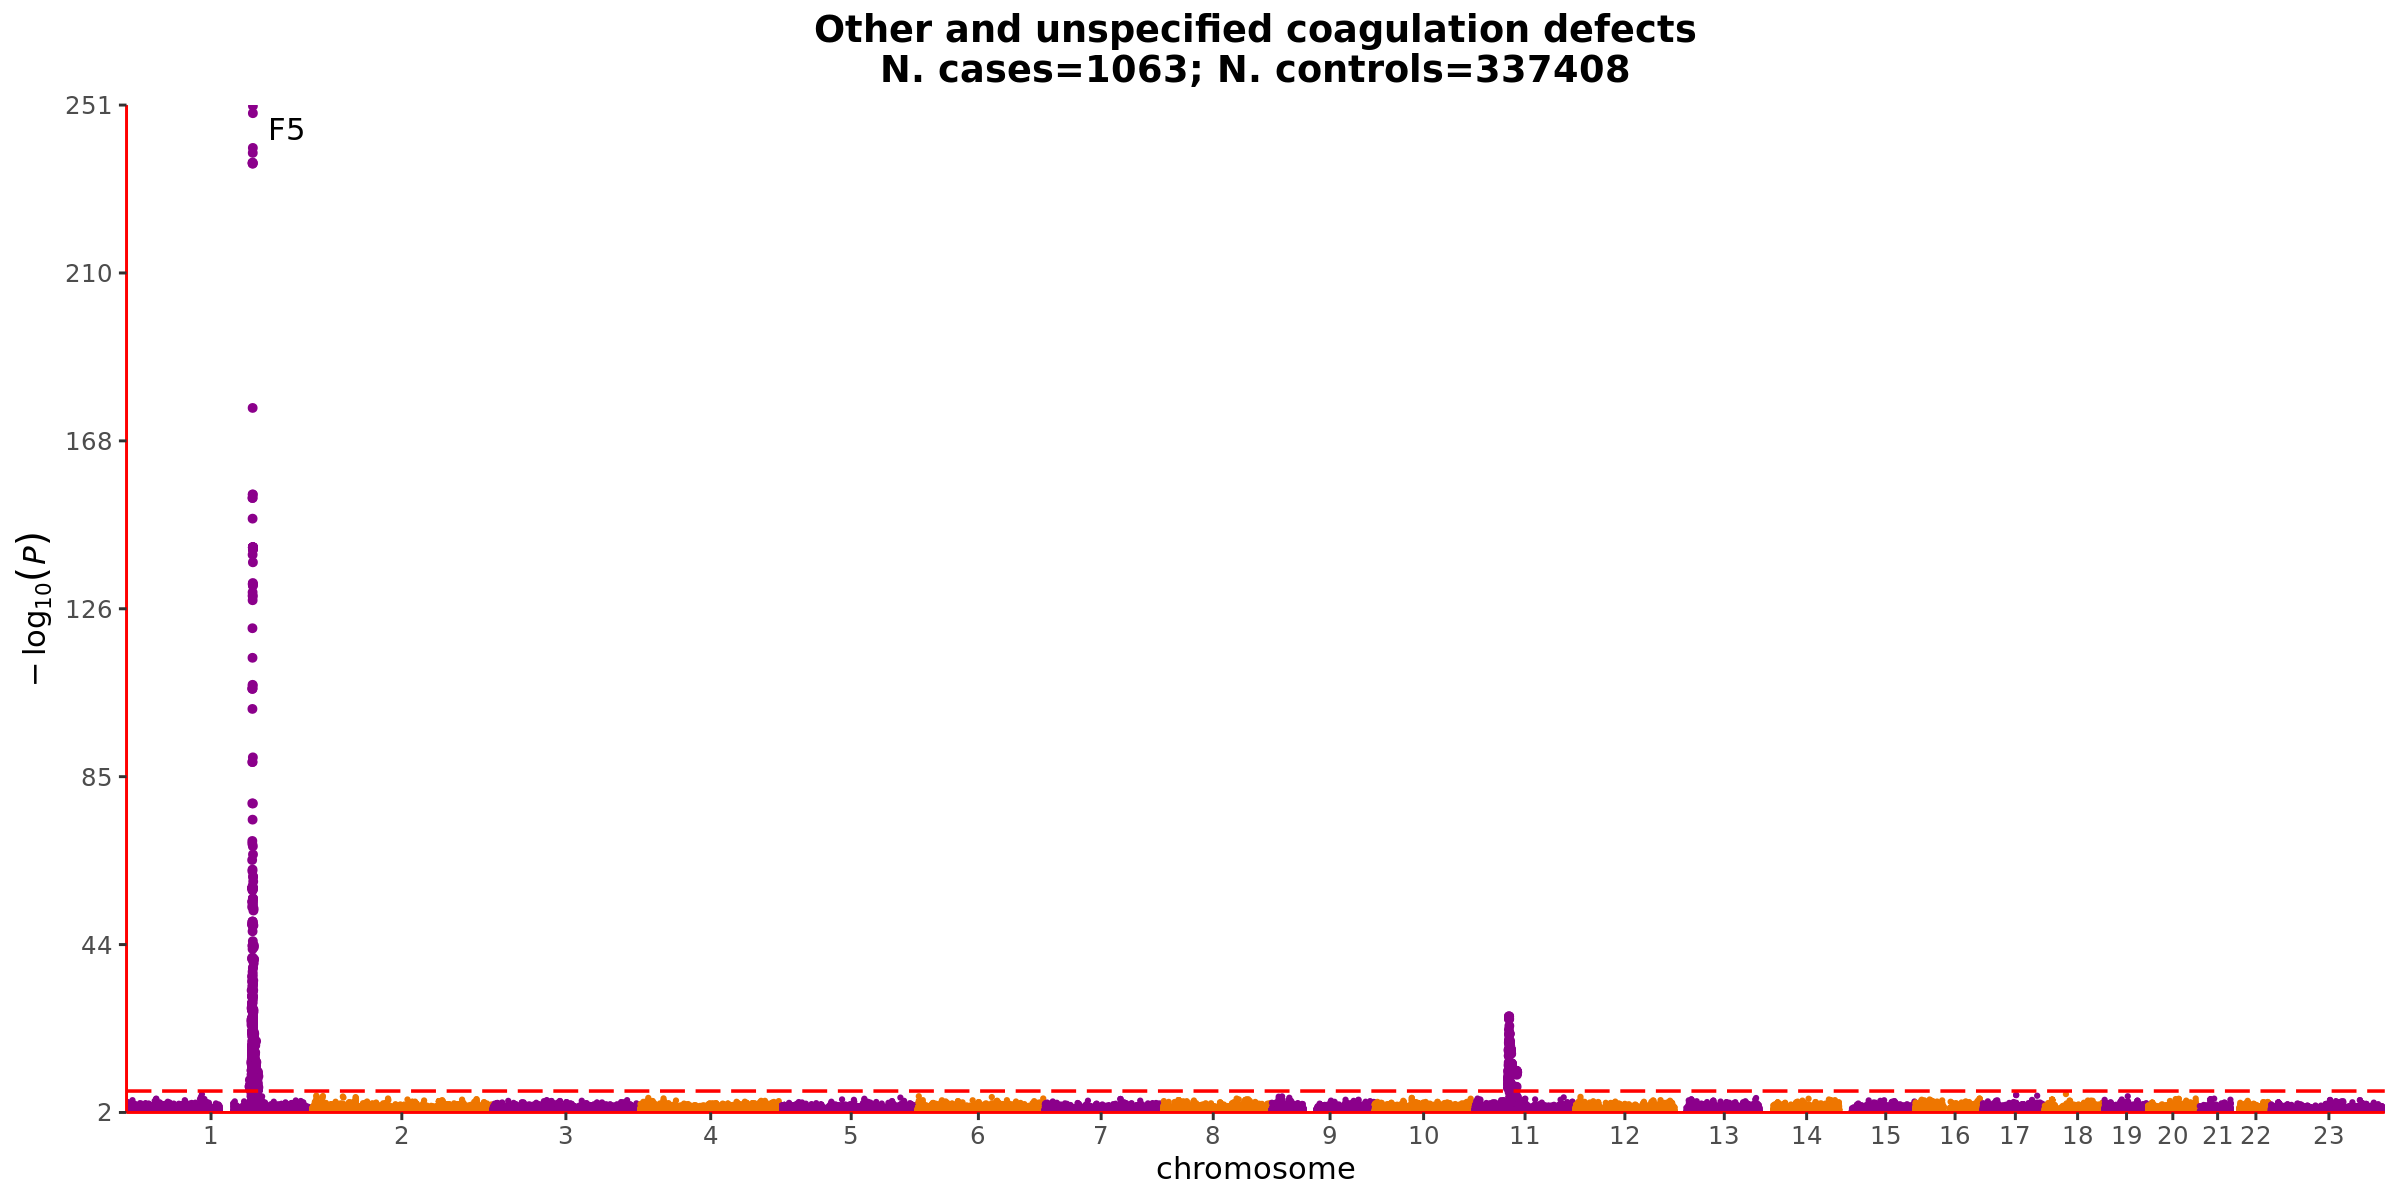 Other and unspecified coagulation defects
N. cases=1063; N. controls=337408
251
F5
210
168
126
85
44
2
−log10(P)
1 2 3 4 5 6 7 8 9 10 11 12 13 14 15 16 17 18 19 20 21 22 23
chromosome